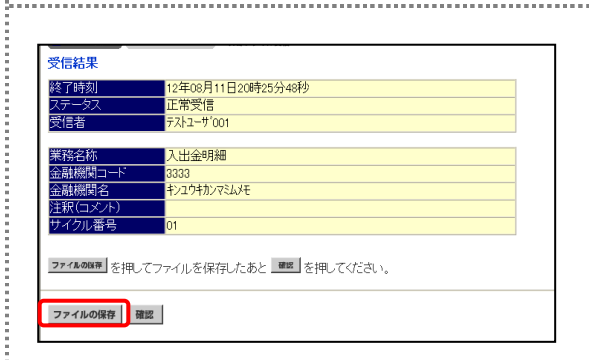 受信結果
終了時刻 12年08月11日20時25分48秒
ステータス 正常受信
受信者 ﾃｽﾄﾕｰｻﾞ001
業務名称 入出金明細
金融機関コード 3333
金融機関名 ｷﾝﾕｳｷｶﾝﾏｽﾞﾑﾒﾓ
注釈(コメント)
サイクル番号 01
ファイルの保存 を押してファイルを保存したあと 確認 を押してください。
ファイルの保存 確認